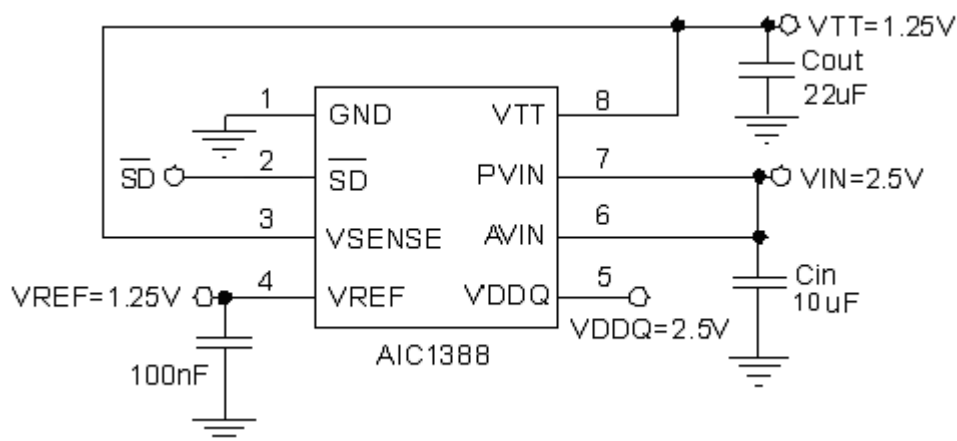 VTT=1.25V
Cout
22uF
1
GND
VTT
8
SD
2
SD
PVIN
7
VIN=2.5V
3
VSENSE
AVIN
6
VREF=1.25V
4
VREF
VDDQ
5
Cin
10uF
VDDQ=2.5V
AIC1388
100nF